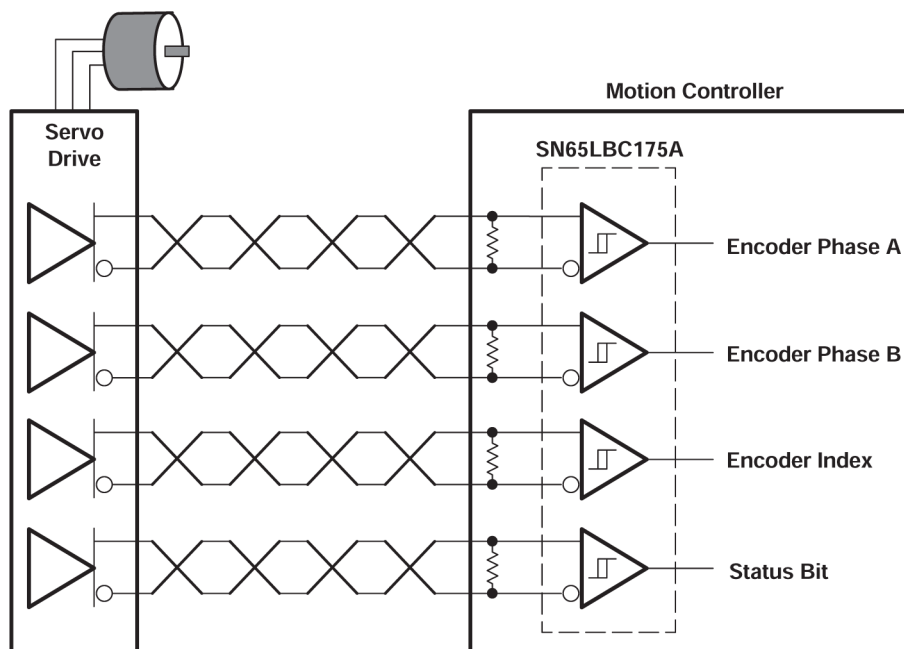 Motion Controller
Servo
Drive
SN65LBC175A
Encoder Phase A
Encoder Phase B
Encoder Index
Status Bit